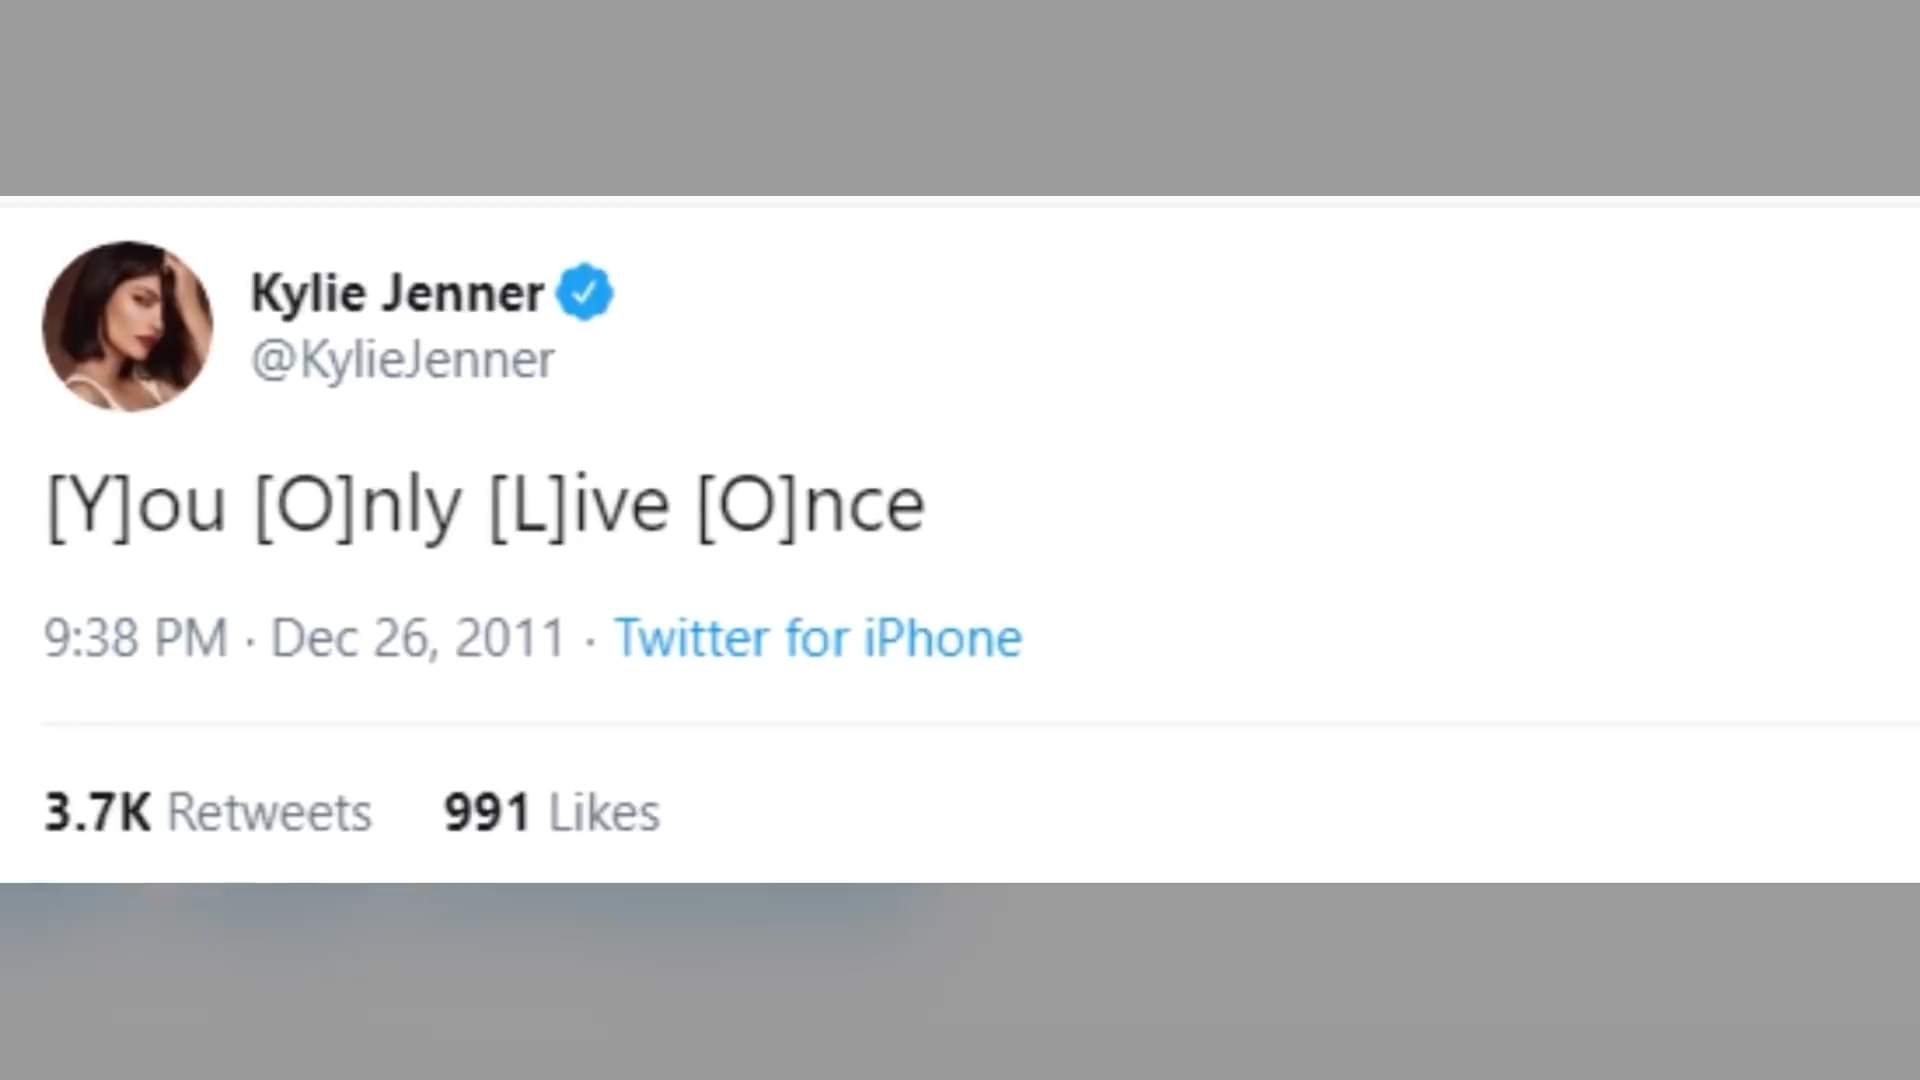 Kylie Jenner
@KylieJenner
[Y]ou [O]nly [L]ive [O]nce
9:38 PM · Dec 26, 2011 · Twitter for iPhone
3.7K Retweets 991 Likes